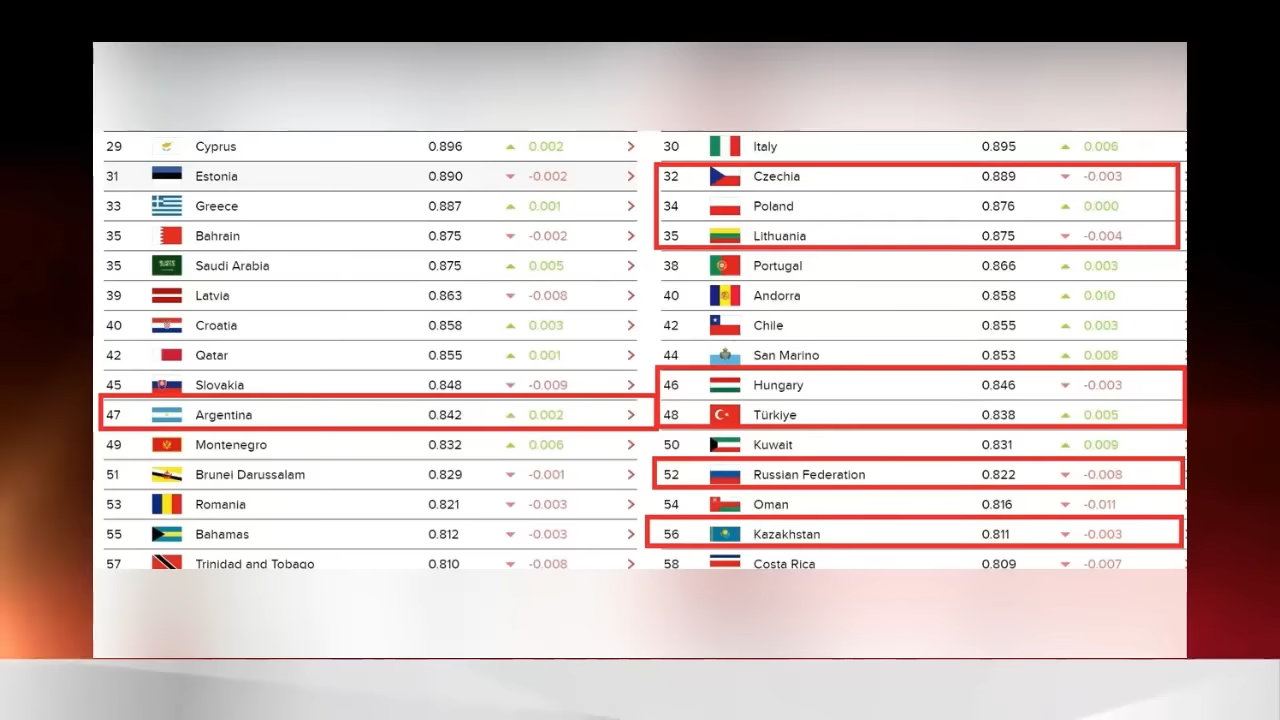 29 Cyprus 0.896 0.002 30 Italy 0.895 0.006
31 Estonia 0.890 -0.002 32 Czechia 0.889 -0.003
33 Greece 0.887 0.001 34 Poland 0.876 0.000
35 Bahrain 0.875 -0.002 35 Lithuania 0.875 -0.004
35 Saudi Arabia 0.875 0.005 38 Portugal 0.866 0.003
39 Latvia 0.863 -0.008 40 Andorra 0.858 0.010
40 Croatia 0.858 0.003 42 Chile 0.855 0.003
42 Qatar 0.855 0.001 44 San Marino 0.853 0.008
45 Slovakia 0.848 -0.009 46 Hungary 0.846 -0.003
47 Argentina 0.842 0.002 48 Türkiye 0.838 0.005
49 Montenegro 0.832 0.006 50 Kuwait 0.831 0.009
51 Brunei Darussalam 0.829 -0.001 52 Russian Federation 0.822 -0.008
53 Romania 0.821 -0.003 54 Oman 0.816 -0.011
55 Bahamas 0.812 -0.003 56 Kazakhstan 0.811 -0.003
57 Trinidad and Tobago 0.810 -0.008 58 Costa Rica 0.809 -0.007